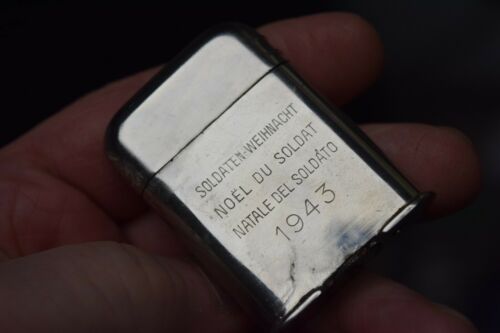 SOLDATEN-WEIHNACHT
NOËL DU SOLDAT
NATALE DEL SOLDATO
1943